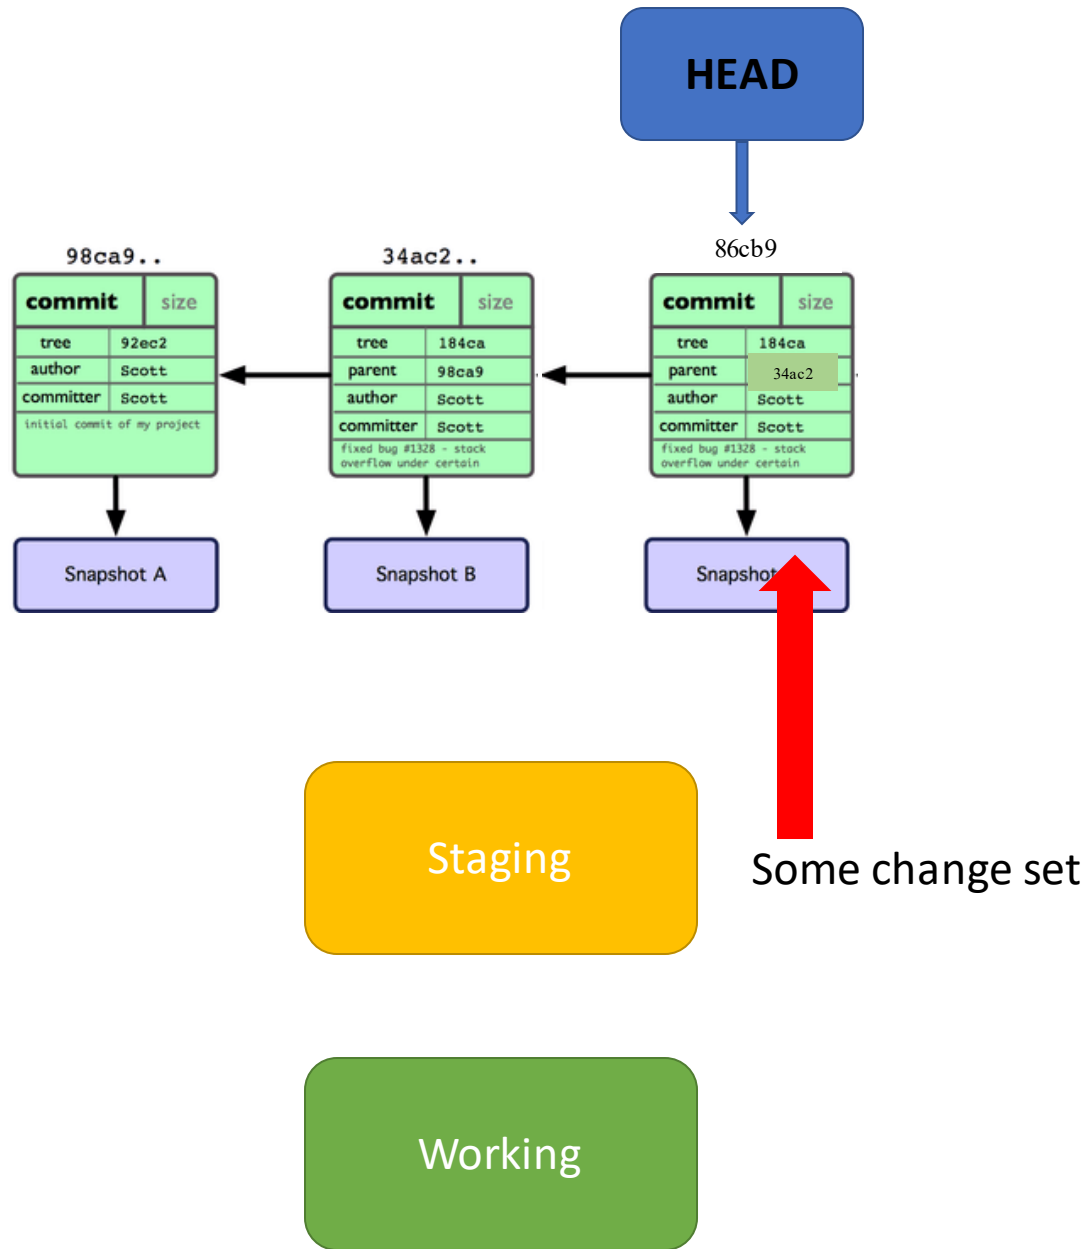 HEAD
98ca9..
34ac2..
86cb9
commit size
tree 92ec2
author Scott
committer Scott
initial commit of my project
commit size
tree 184ca
parent 98ca9
author Scott
committer Scott
fixed bug #1328 - stack
overflow under certain
commit size
tree 184ca
parent 34ac2
author Scott
committer Scott
fixed bug #1328 - stack
overflow under certain
Snapshot A
Snapshot B
Snapshot
Staging
Some change set
Working